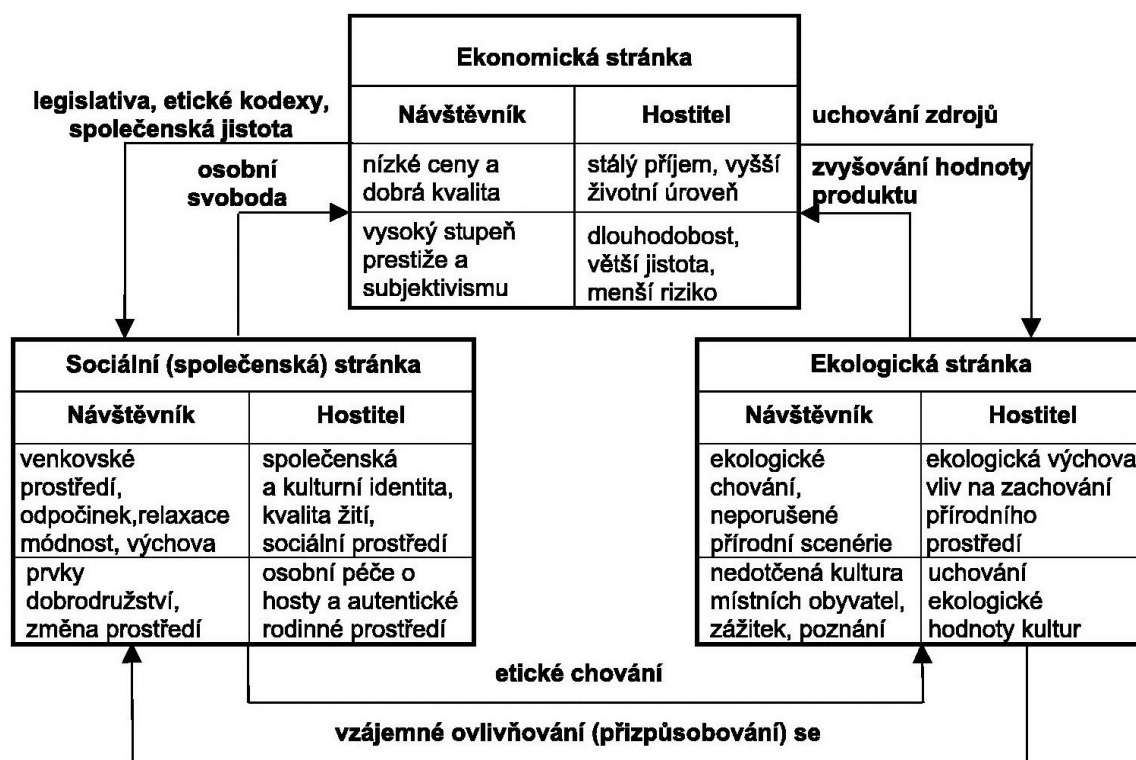 Ekonomická stránka
legislativa, etické kodexy,
společenská jistota
osobní
svoboda
Návštěvník
Hostitel
nízké ceny a
dobrá kvalita
stálý příjem, vyšší
životní úroveň
vysoký stupeň
prestiže a
subjektivismu
dlouhodobost,
větší jistota,
menší riziko
uchování zdrojů
zvyšování hodnoty
produktu
Sociální (společenská) stránka
Návštěvník
Hostitel
venkovské
prostředí,
odpočinek,relaxace
módnost, výchova
společenská
a kulturní identita,
kvalita žití,
sociální prostředí
prvky
dobrodružství,
změna prostředí
osobní péče o
hosty a autentické
rodinné prostředí
Ekologická stránka
Návštěvník
Hostitel
ekologické
chování,
neporušené
přírodní scenérie
ekologická výchova
vliv na zachování
přírodního
prostředí
nedotčená kultura
místních obyvatel,
zážitek, poznání
uchování
ekologické
hodnoty kultur
etické chování
vzájemné ovlivňování (přizpůsobování) se